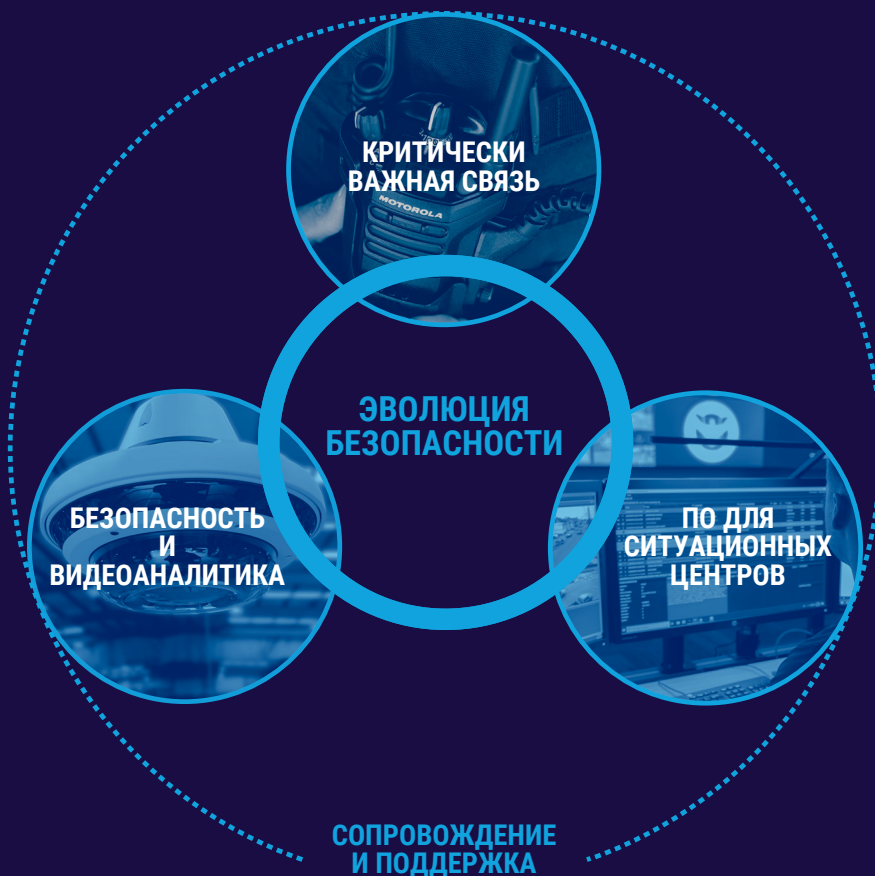 КРИТИЧЕСКИ
ВАЖНАЯ СВЯЗЬ
MOTOROLA
ЭВОЛЮЦИЯ
БЕЗОПАСНОСТИ
БЕЗОПАСНОСТЬ
И
ВИДЕОАНАЛИТИКА
ПО ДЛЯ
СИТУАЦИОННЫХ
ЦЕНТРОВ
СОПРОВОЖДЕНИЕ
И ПОДДЕРЖКА